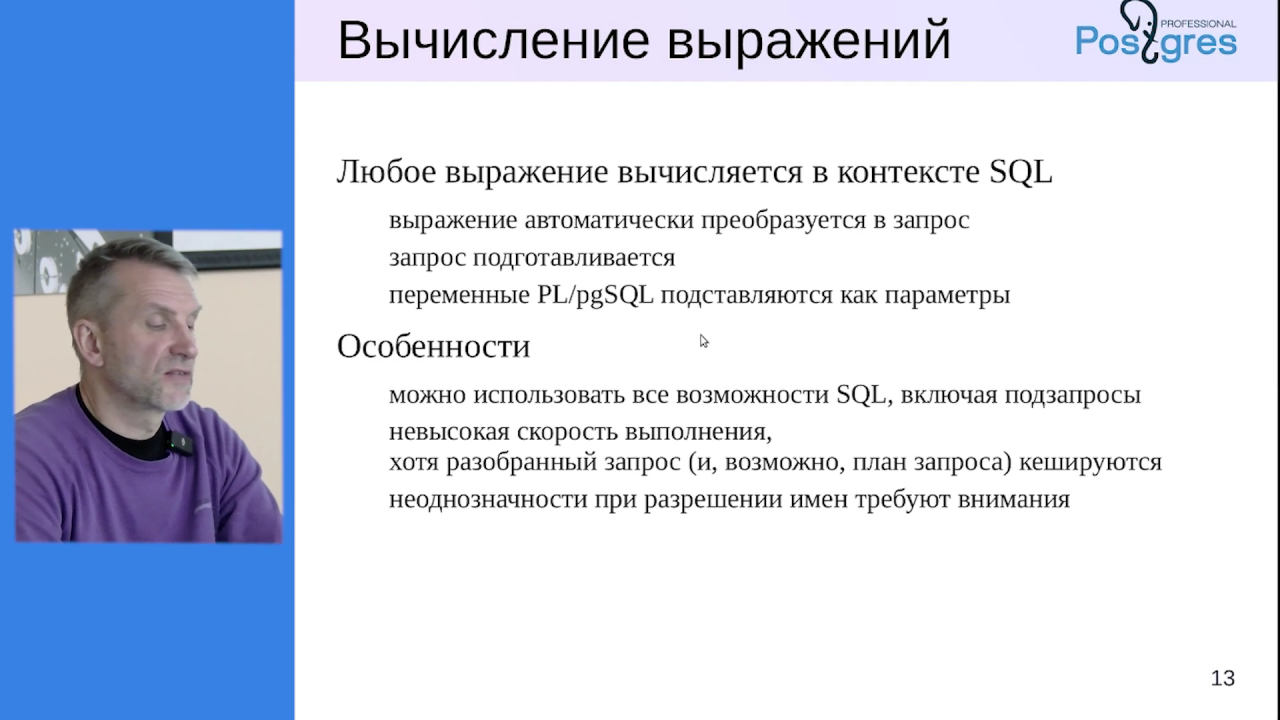 Вычисление выражений
PROFESSIONAL
Postgres
Любое выражение вычисляется в контексте SQL
выражение автоматически преобразуется в запрос
запрос подготавливается
переменные PL/pgSQL подставляются как параметры
Особенности
можно использовать все возможности SQL, включая подзапросы
невысокая скорость выполнения,
хотя разобранный запрос (и, возможно, план запроса) кешируются
неоднозначности при разрешении имен требуют внимания
13